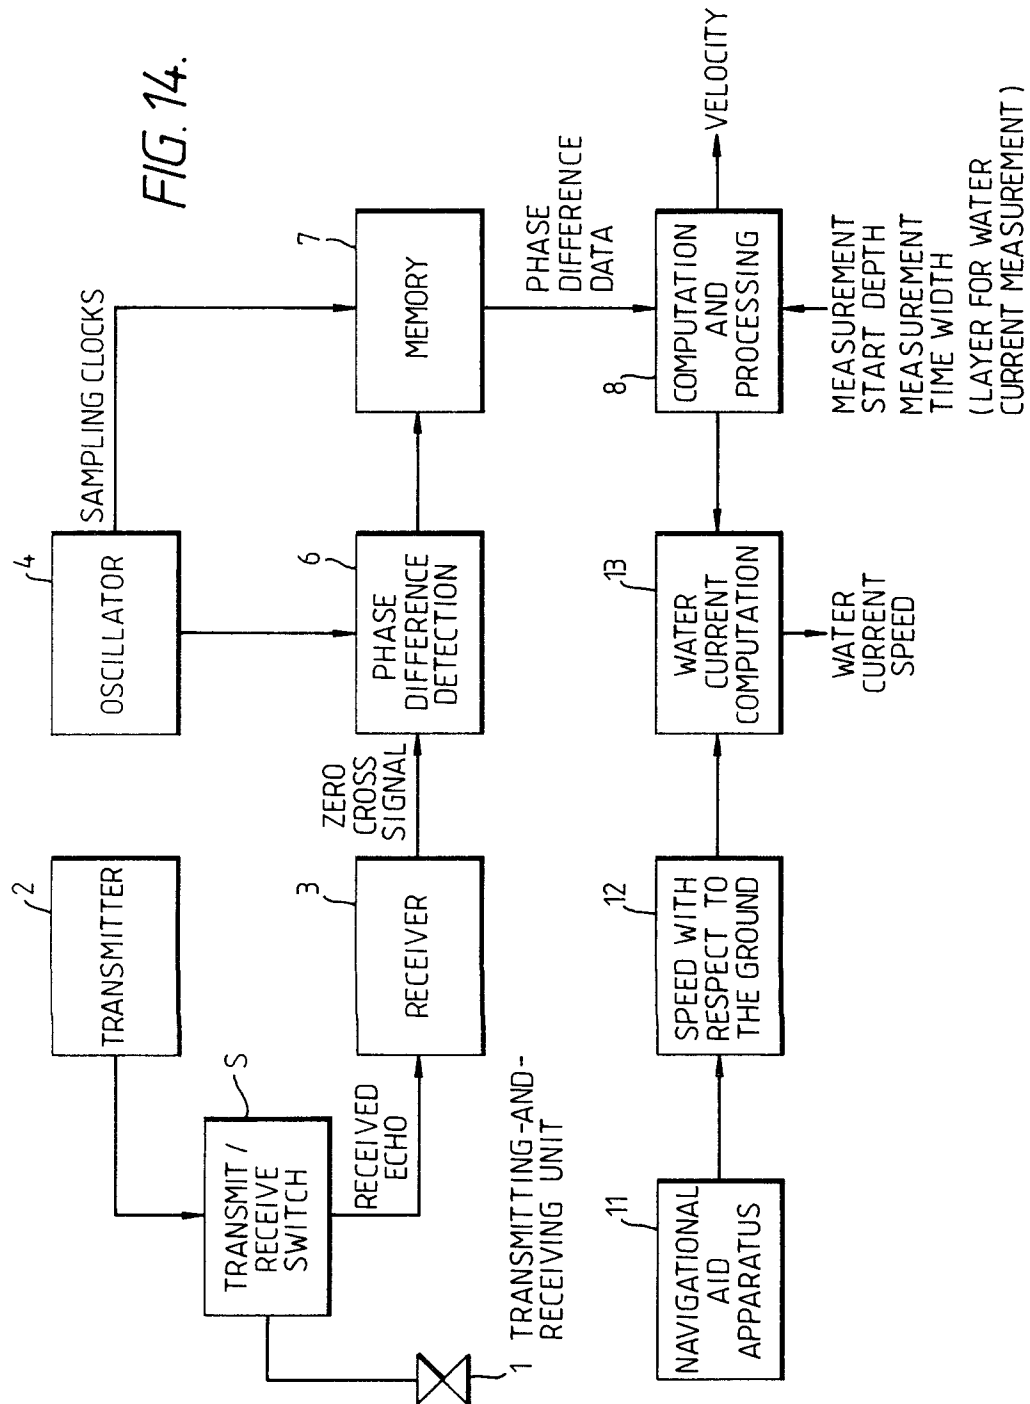 FIG. 14.
2
TRANSMITTER
4
OSCILLATOR
SAMPLING CLOCKS
S
TRANSMIT /
RECEIVE
SWITCH
RECEIVED
ECHO
1 TRANSMITTING-AND-
RECEIVING UNIT
3
RECEIVER
ZERO
CROSS
SIGNAL
6
PHASE
DIFFERENCE
DETECTION
7
MEMORY
PHASE
DIFFERENCE
DATA
11
NAVIGATIONAL
AID
APPARATUS
12
SPEED WITH
RESPECT TO
THE GROUND
13
WATER
CURRENT
COMPUTATION
WATER
CURRENT
SPEED
8
COMPUTATION
AND
PROCESSING
VELOCITY
MEASUREMENT
START DEPTH
MEASUREMENT
TIME WIDTH
(LAYER FOR WATER
CURRENT MEASUREMENT)